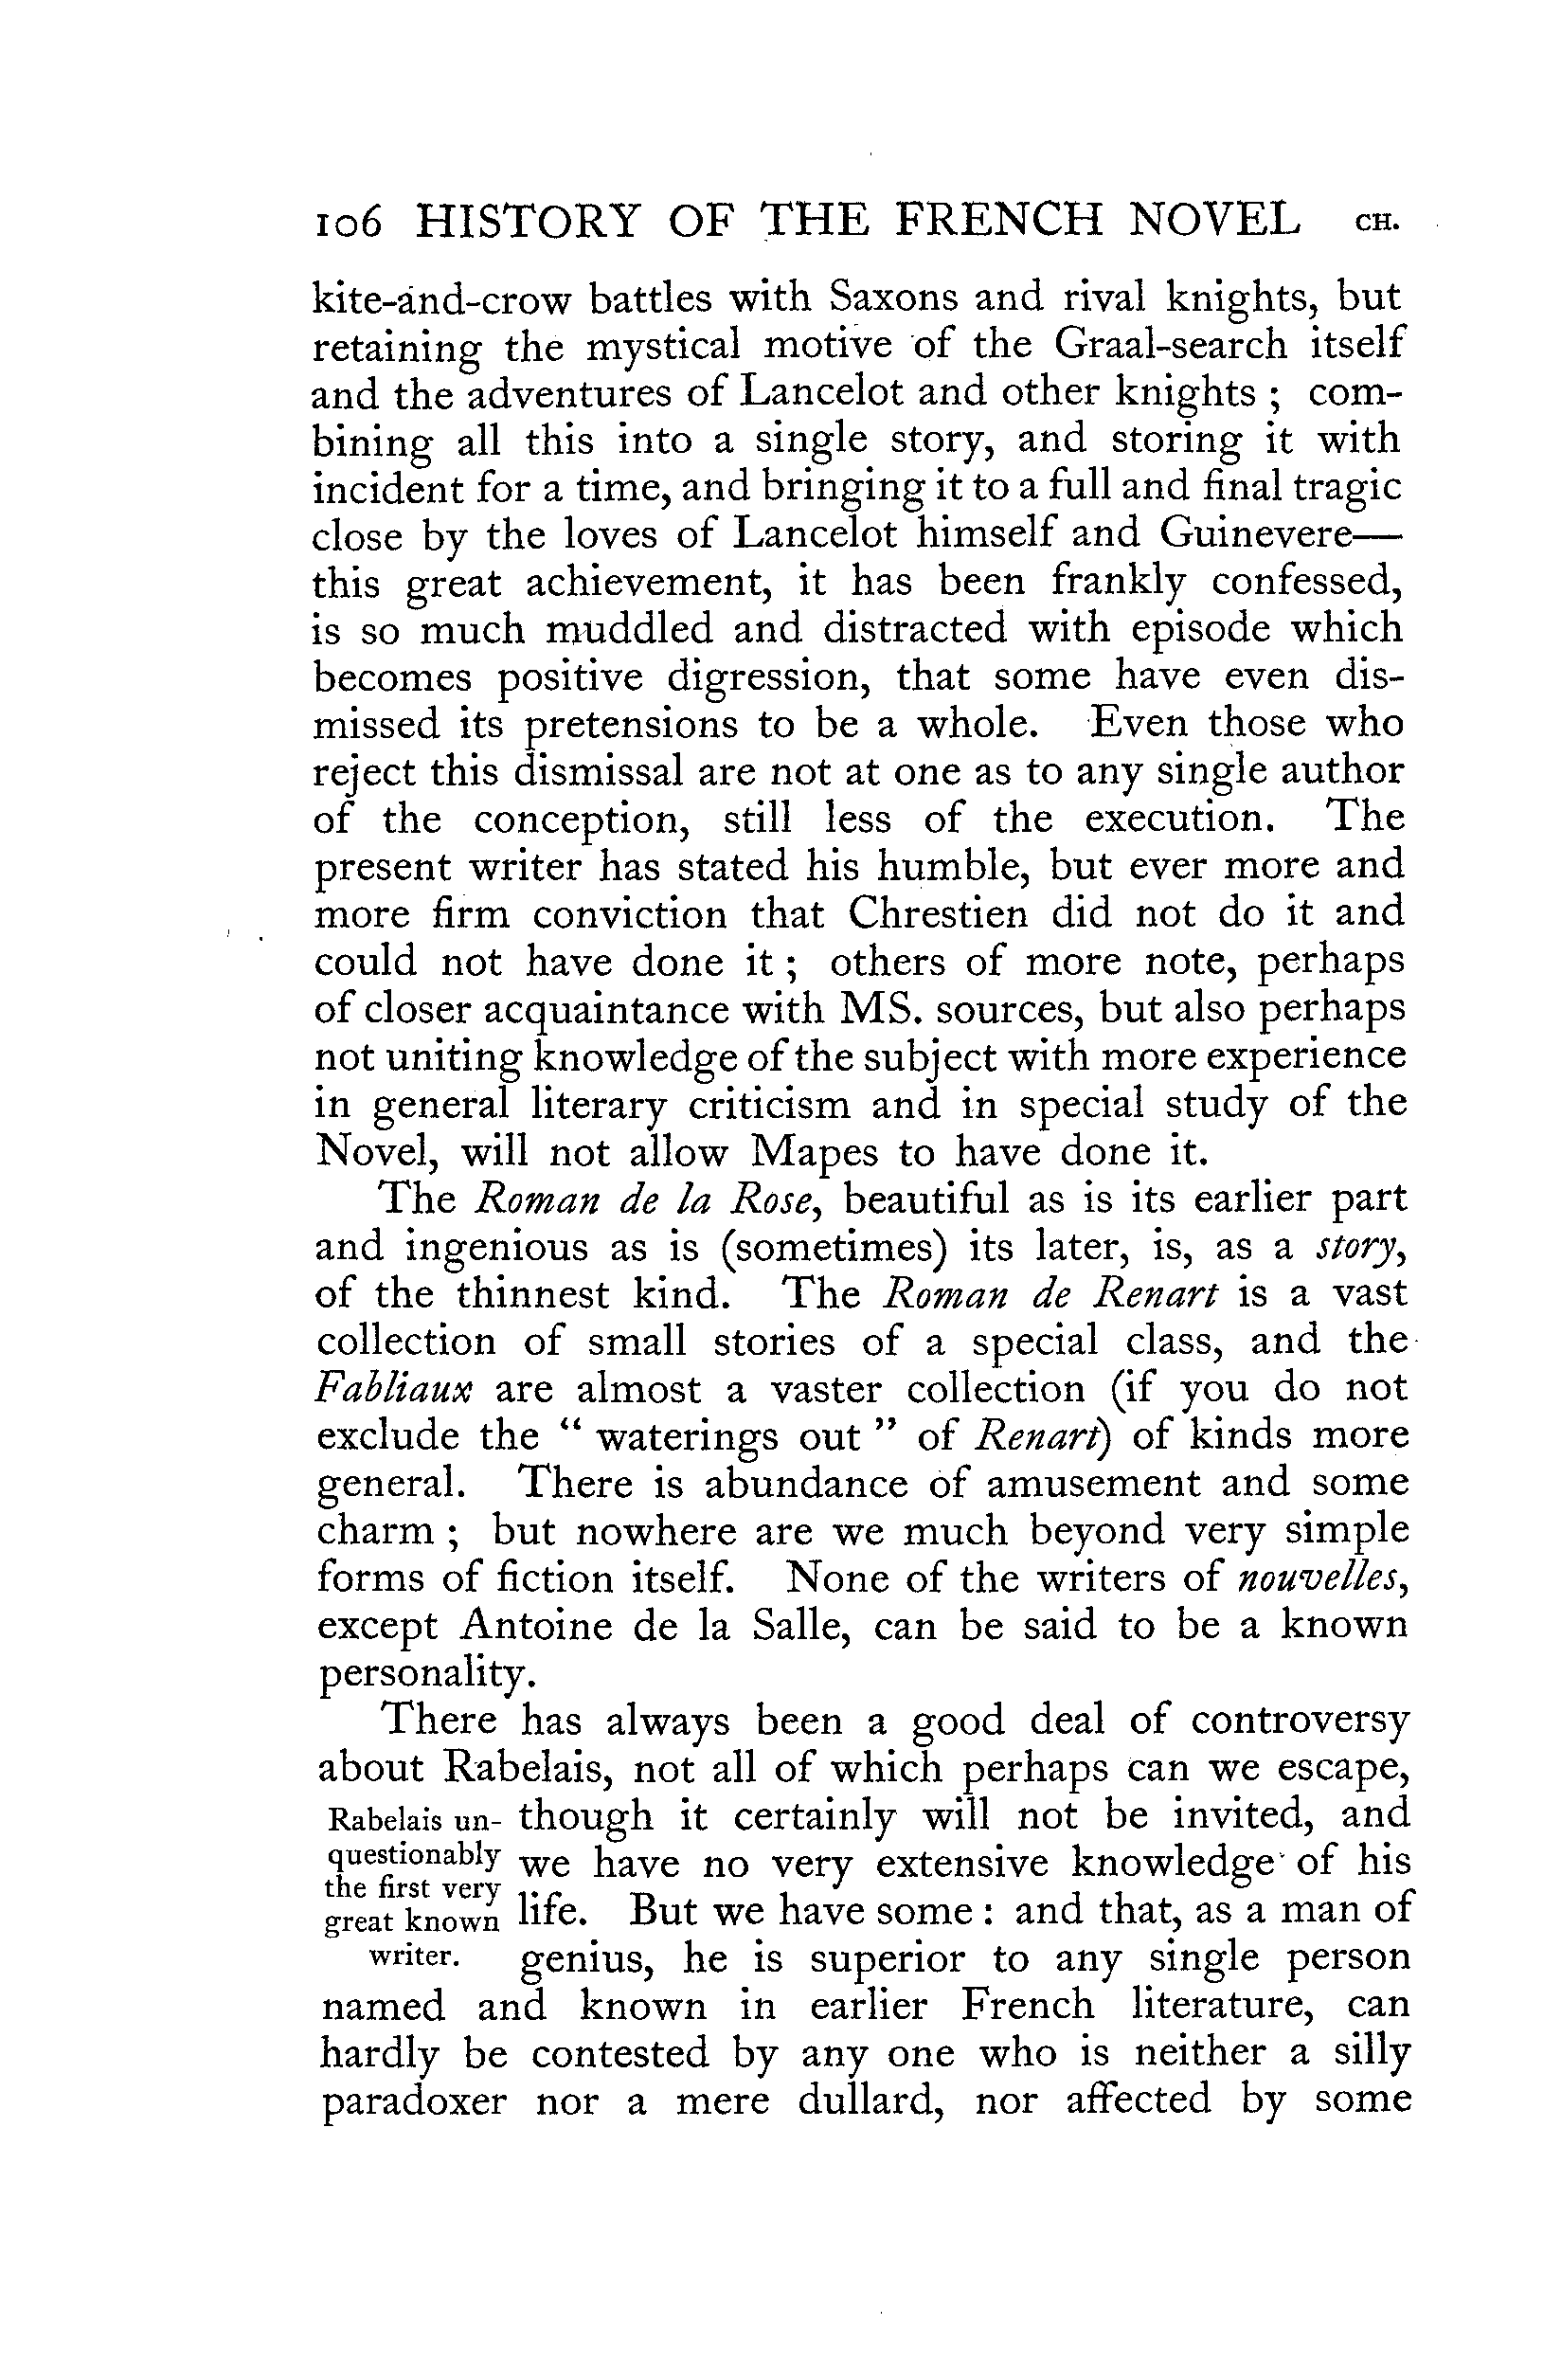 106 HISTORY OF THE FRENCH NOVEL CH.
kite-and-crow battles with Saxons and rival knights, but
retaining the mystical motive of the Graal-search itself
and the adventures of Lancelot and other knights ; com-
bining all this into a single story, and storing it with
incident for a time, and bringing it to a full and final tragic
close by the loves of Lancelot himself and Guinevere—
this great achievement, it has been frankly confessed,
is so much muddled and distracted with episode which
becomes positive digression, that some have even dis-
missed its pretensions to be a whole. Even those who
reject this dismissal are not at one as to any single author
of the conception, still less of the execution. The
present writer has stated his humble, but ever more and
more firm conviction that Chrestien did not do it and
could not have done it ; others of more note, perhaps
of closer acquaintance with MS. sources, but also perhaps
not uniting knowledge of the subject with more experience
in general literary criticism and in special study of the
Novel, will not allow Mapes to have done it.
The Roman de la Rose, beautiful as is its earlier part
and ingenious as is (sometimes) its later, is, as a story,
of the thinnest kind. The Roman de Renart is a vast
collection of small stories of a special class, and the
Fabliaux are almost a vaster collection (if you do not
exclude the “ waterings out ” of Renart) of kinds more
general. There is abundance of amusement and some
charm ; but nowhere are we much beyond very simple
forms of fiction itself. None of the writers of nouvelles,
except Antoine de la Salle, can be said to be a known
personality.
There has always been a good deal of controversy
about Rabelais, not all of which perhaps can we escape,
though it certainly will not be invited, and
we have no very extensive knowledge of his
life. But we have some : and that, as a man of
genius, he is superior to any single person
Rabelais un-
questionably
the first very
great known
writer.
named and known in earlier French literature, can
hardly be contested by any one who is neither a silly
paradoxer nor a mere dullard, nor affected by some